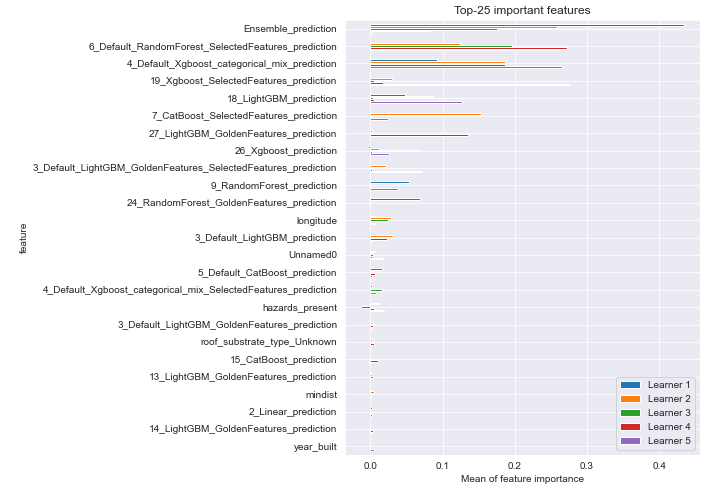 Top-25 important features
Ensemble_prediction
6_Default_RandomForest_SelectedFeatures_prediction
4_Default_Xgboost_categorical_mix_prediction
19_Xgboost_SelectedFeatures_prediction
18_LightGBM_prediction
7_CatBoost_SelectedFeatures_prediction
27_LightGBM_GoldenFeatures_prediction
26_Xgboost_prediction
3_Default_LightGBM_GoldenFeatures_SelectedFeatures_prediction
9_RandomForest_prediction
24_RandomForest_GoldenFeatures_prediction
longitude
3_Default_LightGBM_prediction
Unnamed0
5_Default_CatBoost_prediction
4_Default_Xgboost_categorical_mix_SelectedFeatures_prediction
hazards_present
3_Default_LightGBM_GoldenFeatures_prediction
roof_substrate_type_Unknown
15_CatBoost_prediction
13_LightGBM_GoldenFeatures_prediction
mindist
2_Linear_prediction
14_LightGBM_GoldenFeatures_prediction
year_built
feature
0.0 0.1 0.2 0.3 0.4
Mean of feature importance
Learner 1
Learner 2
Learner 3
Learner 4
Learner 5